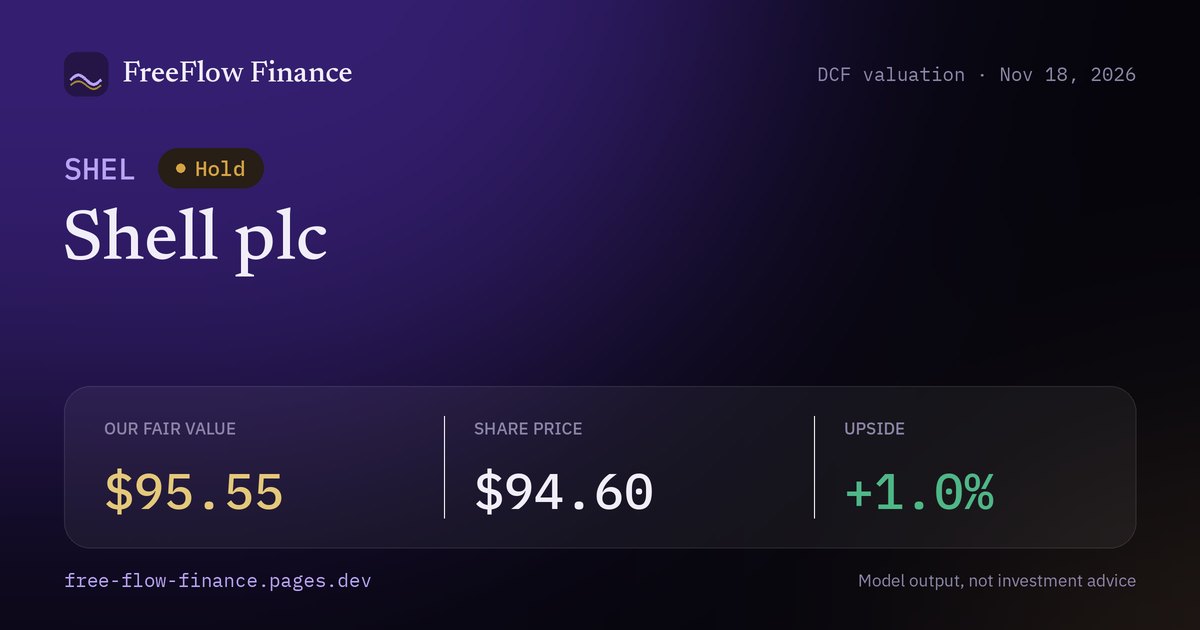 FreeFlow Finance
DCF valuation · Nov 18, 2026
SHEL
Hold
Shell plc
OUR FAIR VALUE
$95.55
SHARE PRICE
$94.60
UPSIDE
+1.0%
free-flow-finance.pages.dev
Model output, not investment advice